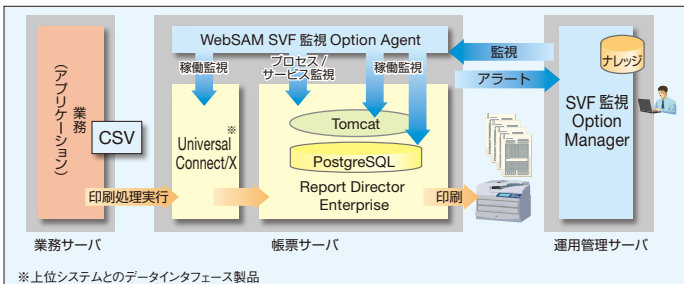 WebSAM SVF 監視 Option Agent
監視
アラート
ナレッジ
SVF 監視
Option
Manager
稼働監視
プロセス /
サービス監視
稼働監視
業務
(アプリケーション)
CSV
※
Universal
Connect/X
Tomcat
PostgreSQL
Report Director
Enterprise
印刷処理実行
印刷
業務サーバ
帳票サーバ
運用管理サーバ
※上位システムとのデータインタフェース製品